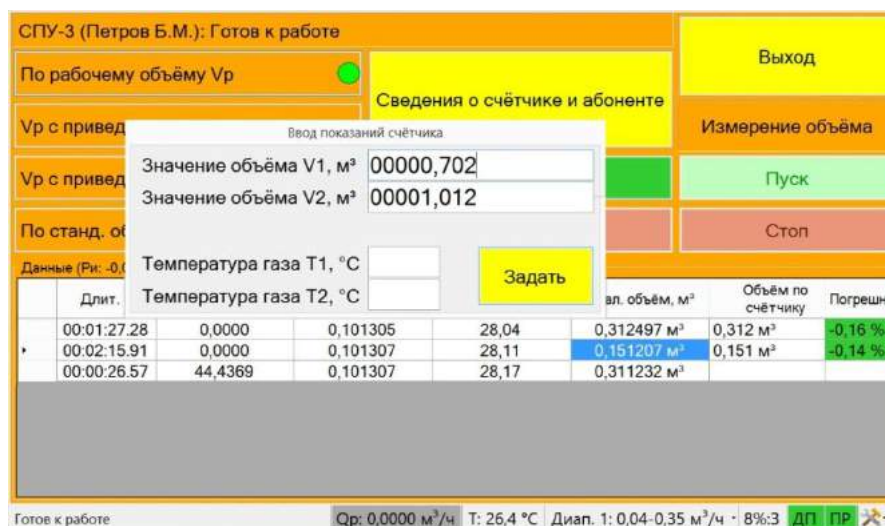 СПУ-3 (Петров Б.М.): Готов к работе
Выход
По рабочему объёму Vр
Сведения о счётчике и абоненте
Vр с привед
Измерение объёма
Ввод показаний счётчика
Значение объёма V1, м³ 00000,702
Vр с привед
Пуск
Значение объёма V2, м³ 00001,012
По станд. об
Стоп
Данные (Ри: -0,0
Температура газа T1, °C
Задать
Температура газа T2, °C
Длит.
ал. объём, м³
Объём по
счётчику
Погрешн
00:01:27.28 0,0000 0,101305 28,04 0,312497 м³ 0,312 м³ -0,16 %
00:02:15.91 0,0000 0,101307 28,11 0,151207 м³ 0,151 м³ -0,14 %
00:00:26.57 44,4369 0,101307 28,17 0,311232 м³
Готов к работе Qр: 0,0000 м³/ч T: 26,4 °C Диап. 1: 0,04-0,35 м³/ч - 8%:3 ДП ПР